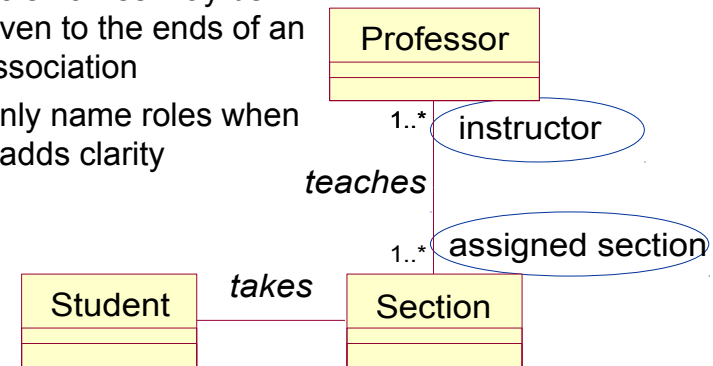 ven to the ends of an
ssociation
nly name roles when
adds clarity
Professor
1..*
instructor
teaches
1..*
assigned section
takes
Student
Section